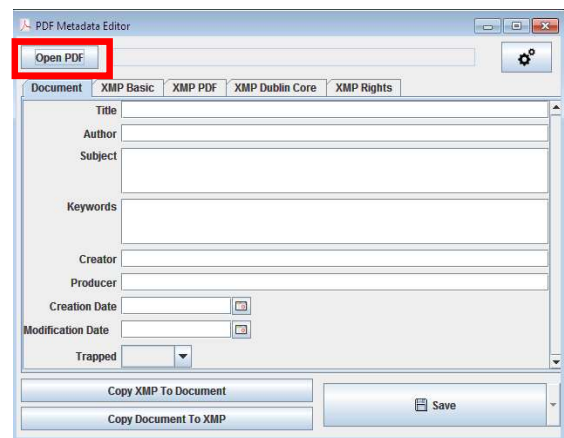 PDF Metadata Editor
Open PDF
Document XMP Basic XMP PDF XMP Dublin Core XMP Rights
Title
Author
Subject
Keywords
Creator
Producer
Creation Date
Modification Date
Trapped
Copy XMP To Document
Save
Copy Document To XMP